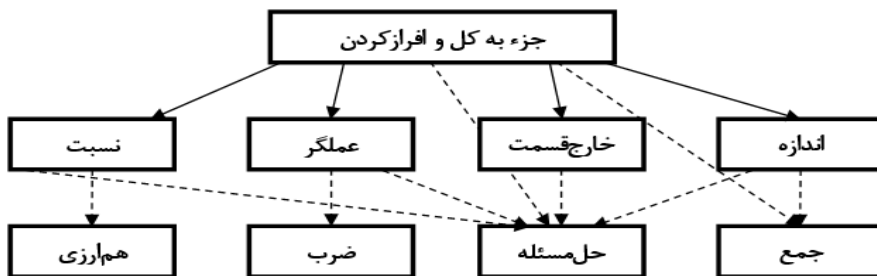 جزء به کل و افرازکردن
اندازه
خارج‌قسمت
عملگر
نسبت
جمع
حل‌مسئله
ضرب
هم‌ارزی